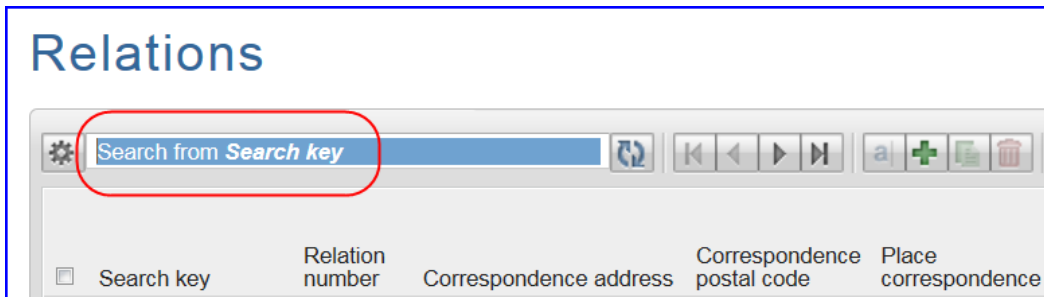 Relations
Search from Search key
a
Search key
Relation number
Correspondence address
Correspondence postal code
Place correspondence